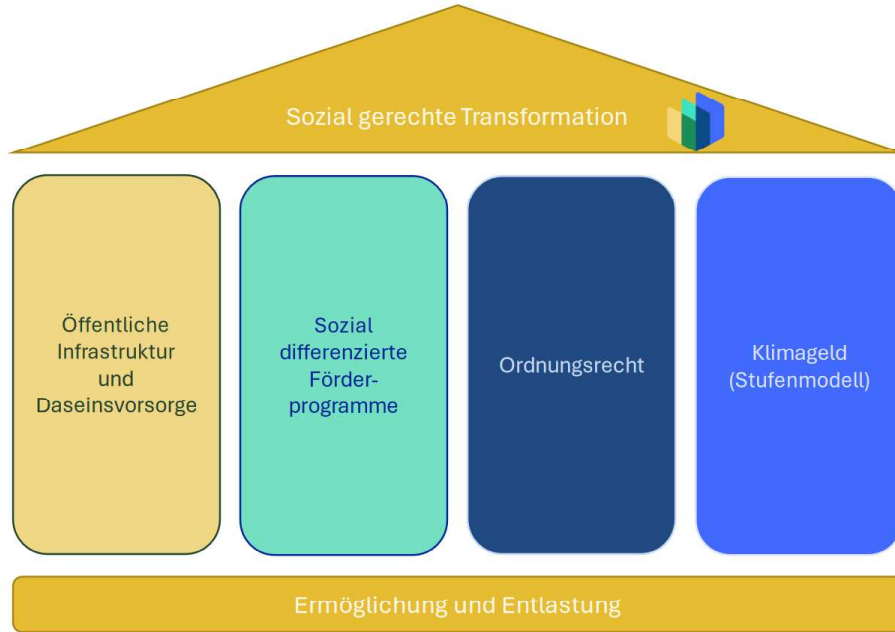 Sozial gerechte Transformation
Öffentliche
Infrastruktur
und
Daseinsvorsorge
Sozial
differenzierte
Förder-
programme
Ordnungsrecht
Klimageld
(Stufenmodell)
Ermöglichung und Entlastung